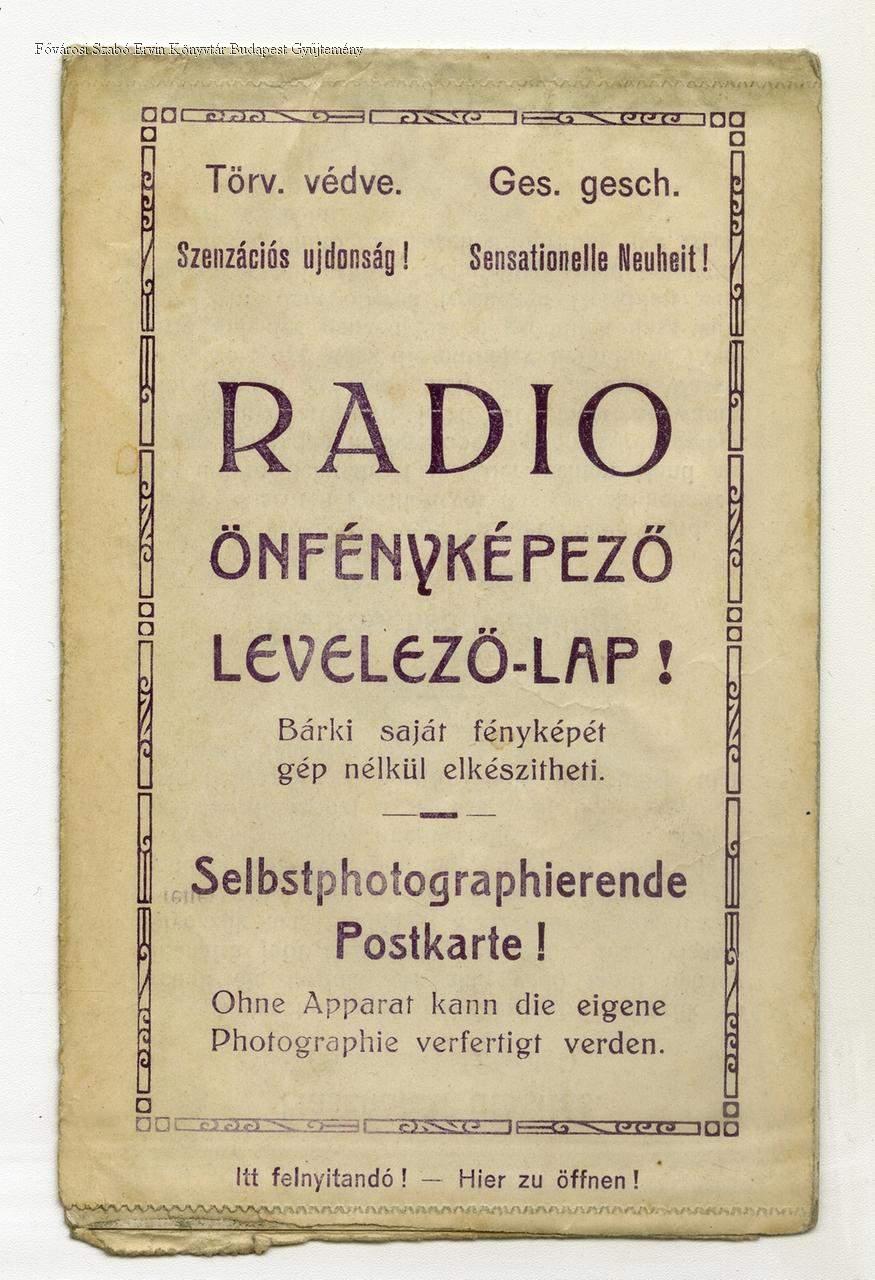 Fővárosi Szabó Ervin Könyvtár Budapest Gyűjtemény
Törv. védve. Ges. gesch.
Szenzációs ujdonság! Sensationelle Neuheit!
RADIO
ÖNFÉNYKÉPEZŐ
LEVELEZŐ-LAP!
Bárki saját fényképét
gép nélkül elkészitheti.
Selbstphotographierende
Postkarte!
Ohne Apparat kann die eigene
Photographie verfertigt verden.
Itt felnyitandó! — Hier zu öffnen!